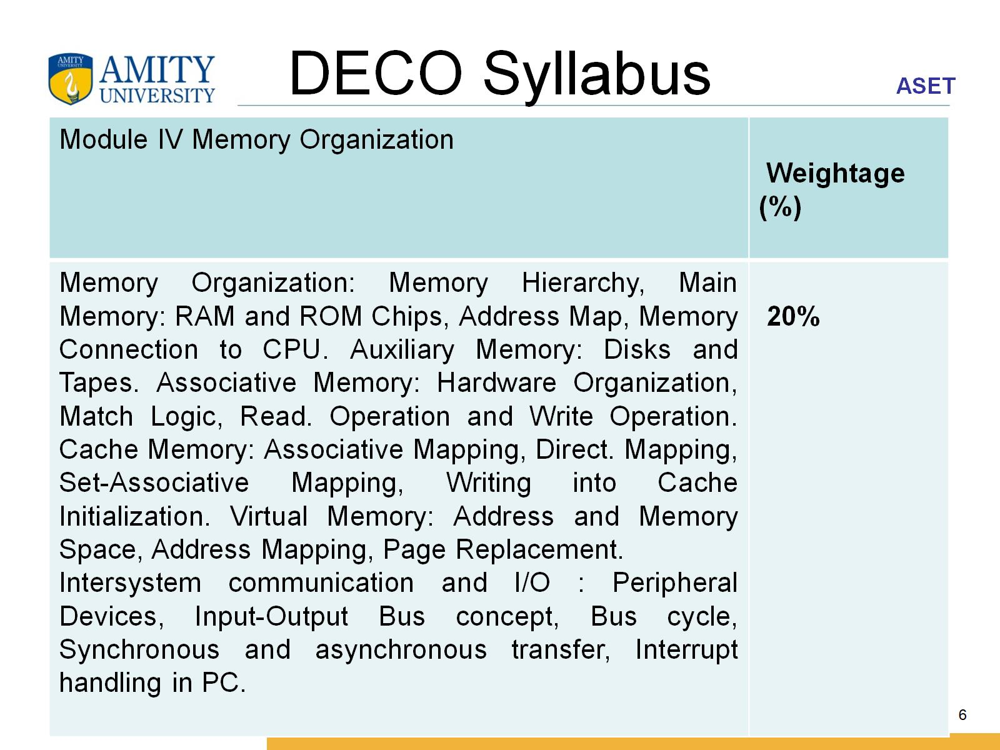 AMITY
UNIVERSITY
AMITY
UNIVERSITY
DECO Syllabus
ASET
Module IV Memory Organization
Weightage
(%)
Memory Organization: Memory Hierarchy, Main
Memory: RAM and ROM Chips, Address Map, Memory
Connection to CPU. Auxiliary Memory: Disks and
Tapes. Associative Memory: Hardware Organization,
Match Logic, Read. Operation and Write Operation.
Cache Memory: Associative Mapping, Direct. Mapping,
Set-Associative Mapping, Writing into Cache
Initialization. Virtual Memory: Address and Memory
Space, Address Mapping, Page Replacement.
Intersystem communication and I/O : Peripheral
Devices, Input-Output Bus concept, Bus cycle,
Synchronous and asynchronous transfer, Interrupt
handling in PC.
20%
6